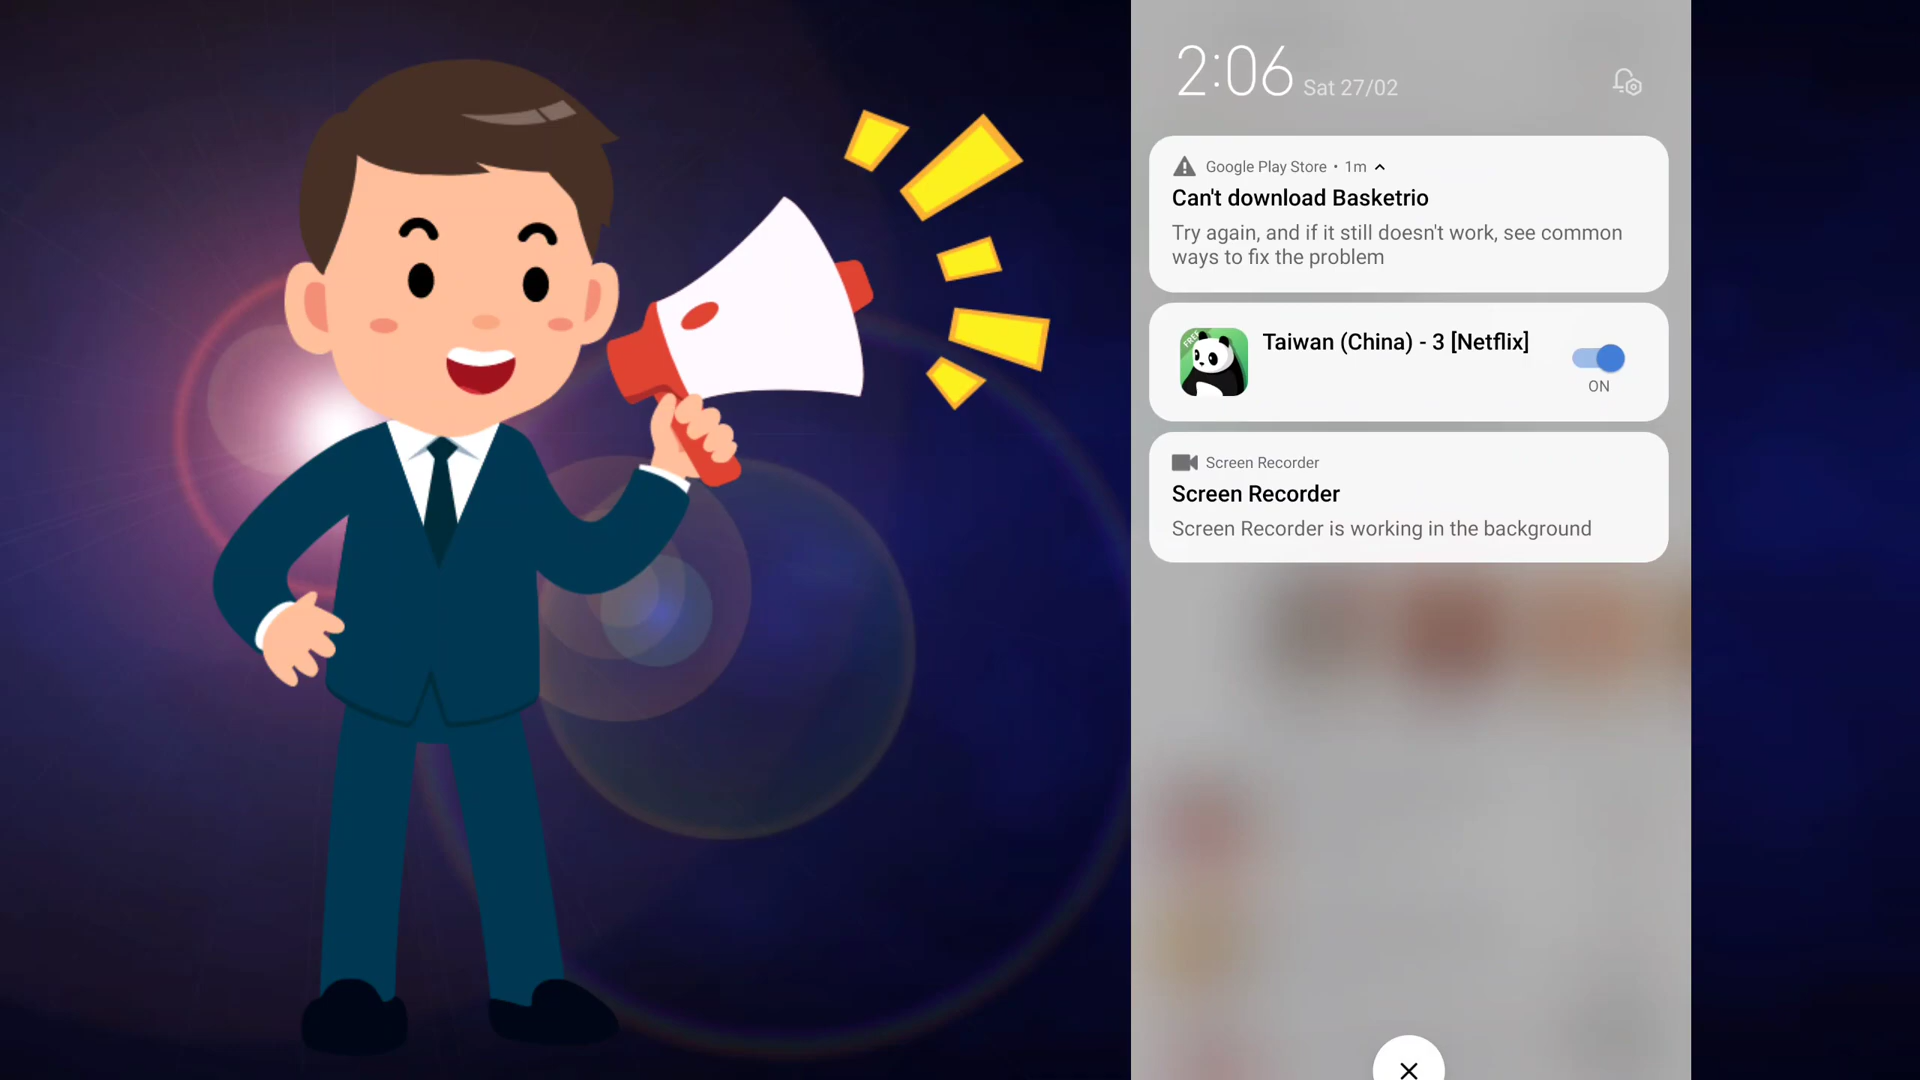 2:06 Sat 27/02
Google Play Store • 1m
Can't download Basketrio
Try again, and if it still doesn't work, see common
ways to fix the problem
FREE
Taiwan (China) - 3 [Netflix]
ON
Screen Recorder
Screen Recorder
Screen Recorder is working in the background